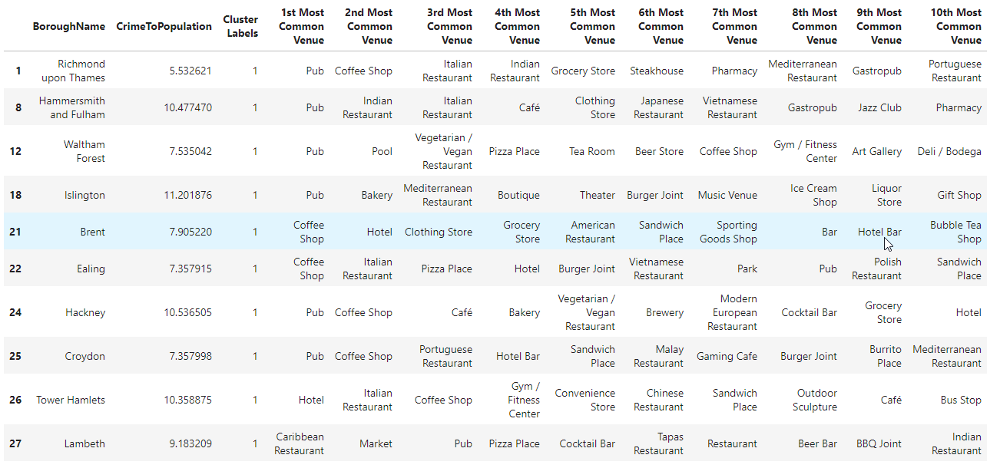 BoroughName CrimeToPopulation Cluster Labels 1st Most Common Venue 2nd Most Common Venue 3rd Most Common Venue 4th Most Common Venue 5th Most Common Venue 6th Most Common Venue 7th Most Common Venue 8th Most Common Venue 9th Most Common Venue 10th Most Common Venue
1 Richmond upon Thames 5.532621 1 Pub Coffee Shop Italian Restaurant Indian Restaurant Grocery Store Steakhouse Pharmacy Mediterranean Restaurant Gastropub Portuguese Restaurant
8 Hammersmith and Fulham 10.477470 1 Pub Indian Restaurant Italian Restaurant Café Clothing Store Japanese Restaurant Vietnamese Restaurant Gastropub Jazz Club Pharmacy
12 Waltham Forest 7.535042 1 Pub Pool Vegetarian / Vegan Restaurant Pizza Place Tea Room Beer Store Coffee Shop Gym / Fitness Center Art Gallery Deli / Bodega
18 Islington 11.201876 1 Pub Bakery Mediterranean Restaurant Boutique Theater Burger Joint Music Venue Ice Cream Shop Liquor Store Gift Shop
21 Brent 7.905220 1 Coffee Shop Hotel Clothing Store Grocery Store American Restaurant Sandwich Place Sporting Goods Shop Bar Hotel Bar Bubble Tea Shop
22 Ealing 7.357915 1 Coffee Shop Italian Restaurant Pizza Place Hotel Burger Joint Vietnamese Restaurant Park Pub Polish Restaurant Sandwich Place
24 Hackney 10.536505 1 Pub Coffee Shop Café Bakery Vegetarian / Vegan Restaurant Brewery Modern European Restaurant Cocktail Bar Grocery Store Hotel
25 Croydon 7.357998 1 Pub Coffee Shop Portuguese Restaurant Hotel Bar Sandwich Place Malay Restaurant Gaming Cafe Burger Joint Burrito Place Mediterranean Restaurant
26 Tower Hamlets 10.358875 1 Hotel Italian Restaurant Coffee Shop Gym / Fitness Center Convenience Store Chinese Restaurant Sandwich Place Outdoor Sculpture Café Bus Stop
27 Lambeth 9.183209 1 Caribbean Restaurant Market Pub Pizza Place Cocktail Bar Tapas Restaurant Restaurant Beer Bar BBQ Joint Indian Restaurant